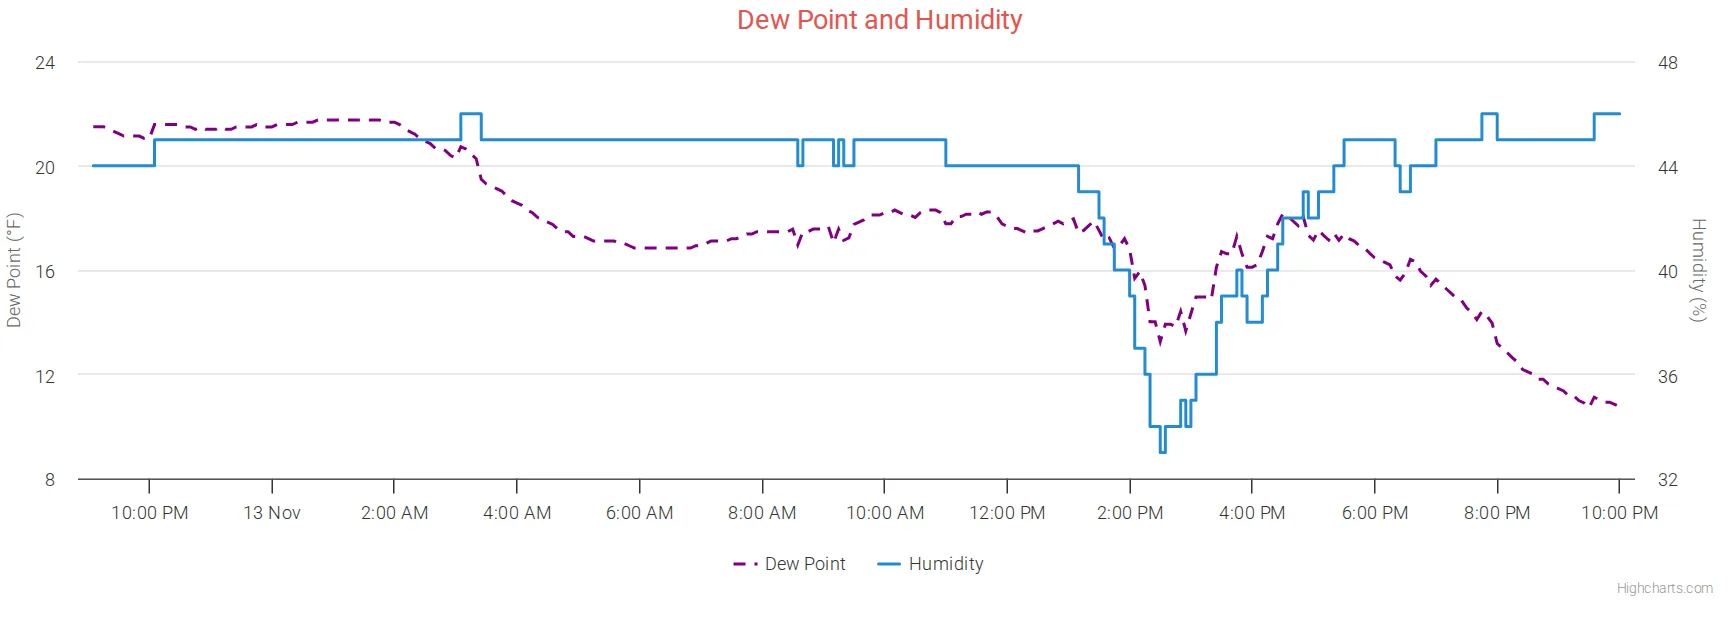 Dew Point and Humidity
24
20
16
12
8
Dew Point (°F)
48
44
40
36
32
Humidity (%)
10:00 PM
13 Nov
2:00 AM
4:00 AM
6:00 AM
8:00 AM
10:00 AM
12:00 PM
2:00 PM
4:00 PM
6:00 PM
8:00 PM
10:00 PM
Dew Point
Humidity
Highcharts.com